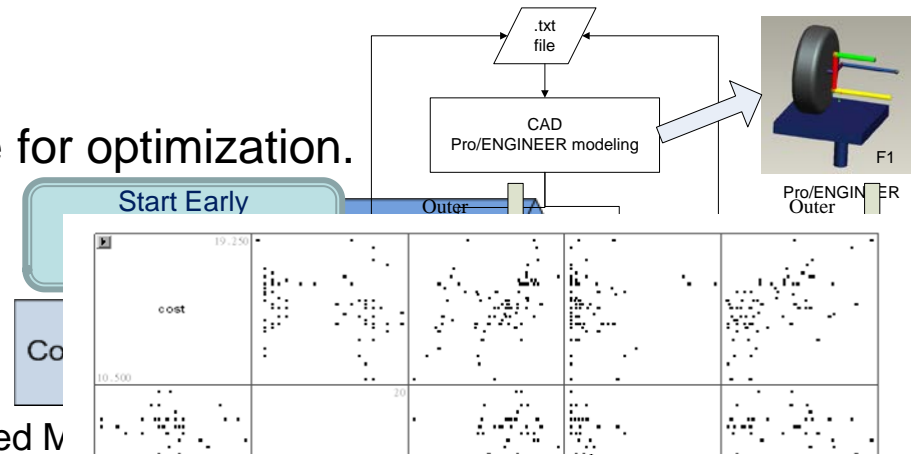 .txt
file
CAD
Pro/ENGINEER modeling
F1
for optimization.
Start Early
Outer
Pro/ENGINEER
Outer
19.250
cost
10.500
20
Co
ed M